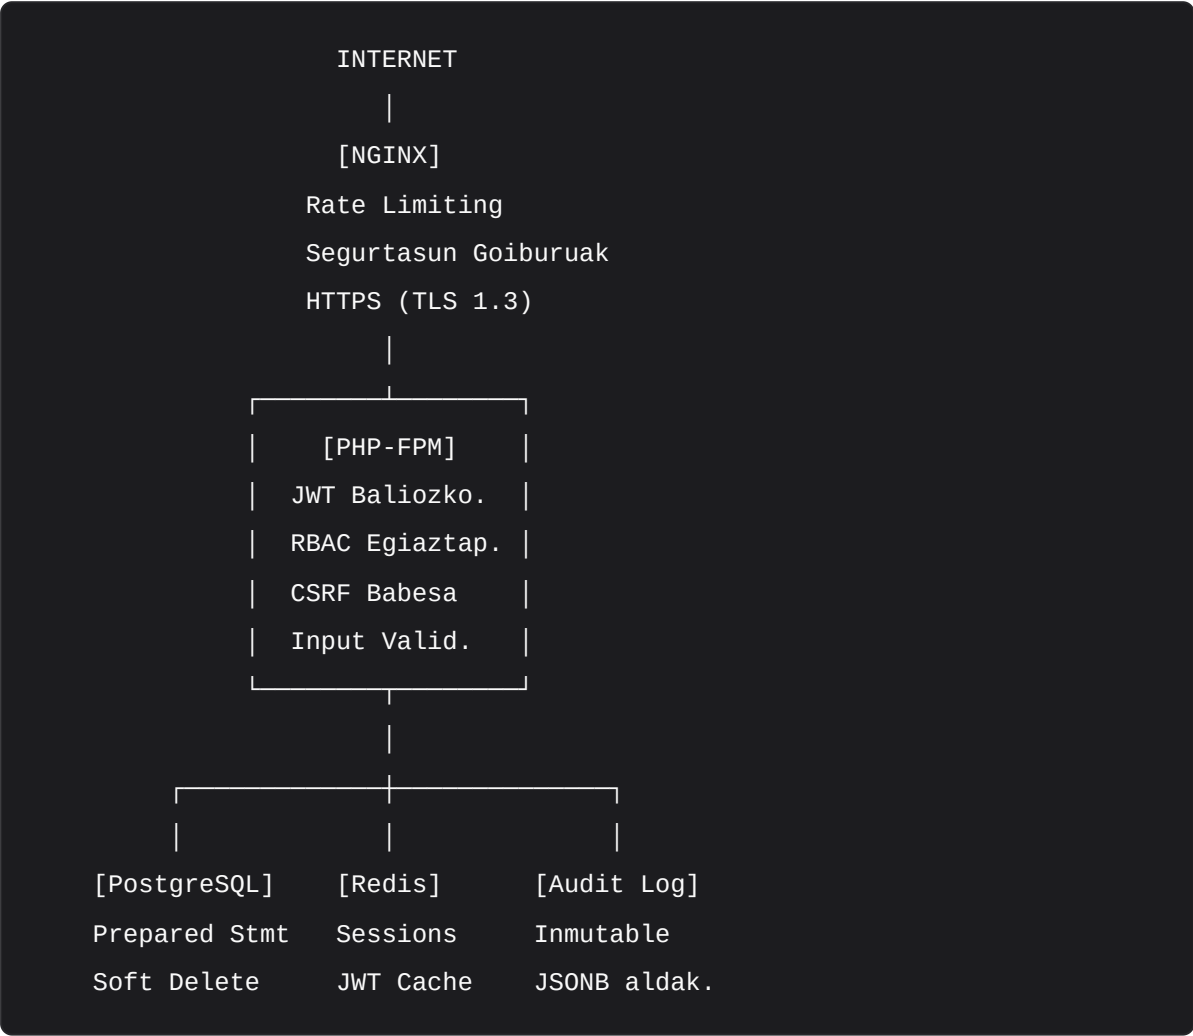 INTERNET
[NGINX]
Rate Limiting
Segurtasun Goiburuak
HTTPS (TLS 1.3)
[PHP-FPM]
JWT Baliozko.
RBAC Egiaztap.
CSRF Babesa
Input Valid.
[PostgreSQL] [Redis] [Audit Log]
Prepared Stmt Sessions Inmutable
Soft Delete JWT Cache JSONB aldak.